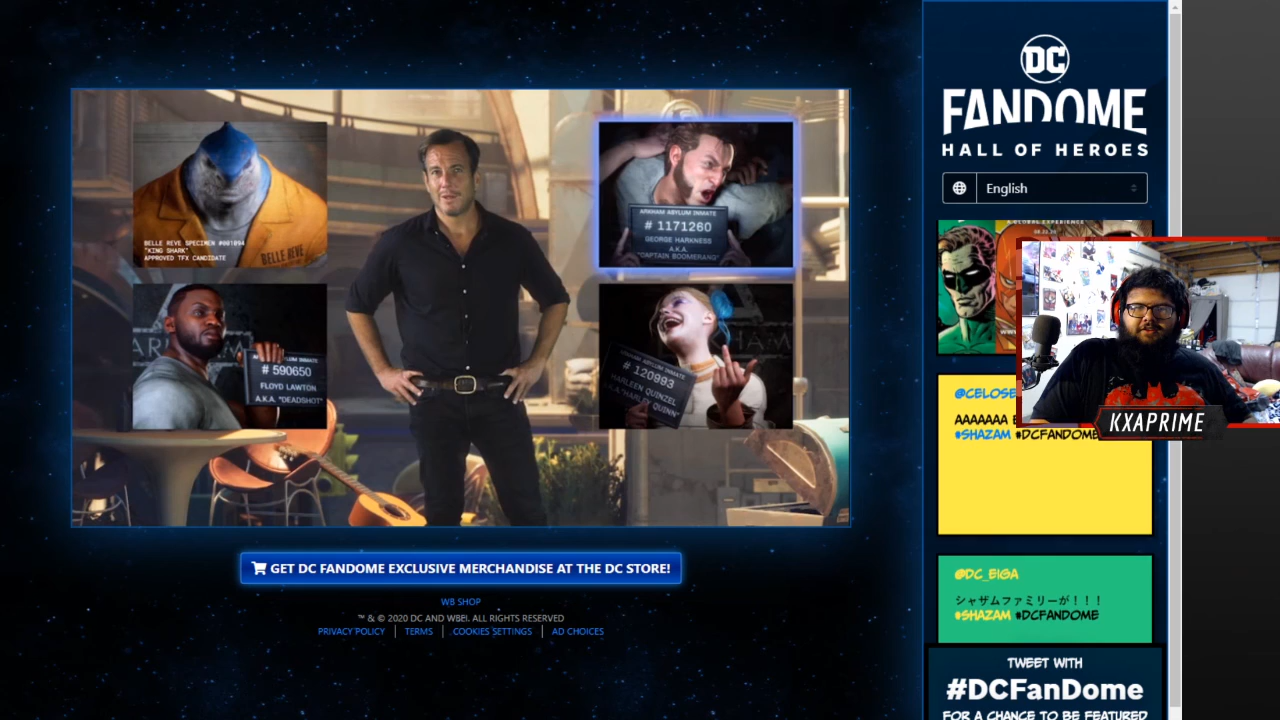 BELLE REVE SPECIMEN #001894
"KING SHARK"
APPROVED TFX CANDIDATE
BELLE REVE
ARKHAM ASYLUM INMATE
# 1171260
GEORGE HARKNESS
A.K.A.
"CAPTAIN BOOMERANG"
ARKHAM ASYLUM INMATE
# 590650
FLOYD LAWTON
A.K.A. "DEADSHOT"
ARKHAM ASYLUM INMATE
# 120993
HARLEEN QUINZEL
A.K.A. "HARLEY QUINN"
GET DC FANDOME EXCLUSIVE MERCHANDISE AT THE DC STORE!
WB SHOP
™ & © 2020 DC AND WBEI. ALL RIGHTS RESERVED
PRIVACY POLICY
TERMS
COOKIES SETTINGS
AD CHOICES
DC
FANDOME
HALL OF HEROES
English
A GLOBAL EXPERIENCE
@CELOSE
AAAAAAA
#SHAZAM #DCFANDOME
KXAPRIME
@DC_EIGA
シャザムファミリーが！！！
#SHAZAM #DCFANDOME
TWEET WITH
#DCFanDome
FOR A CHANCE TO BE FEATURED